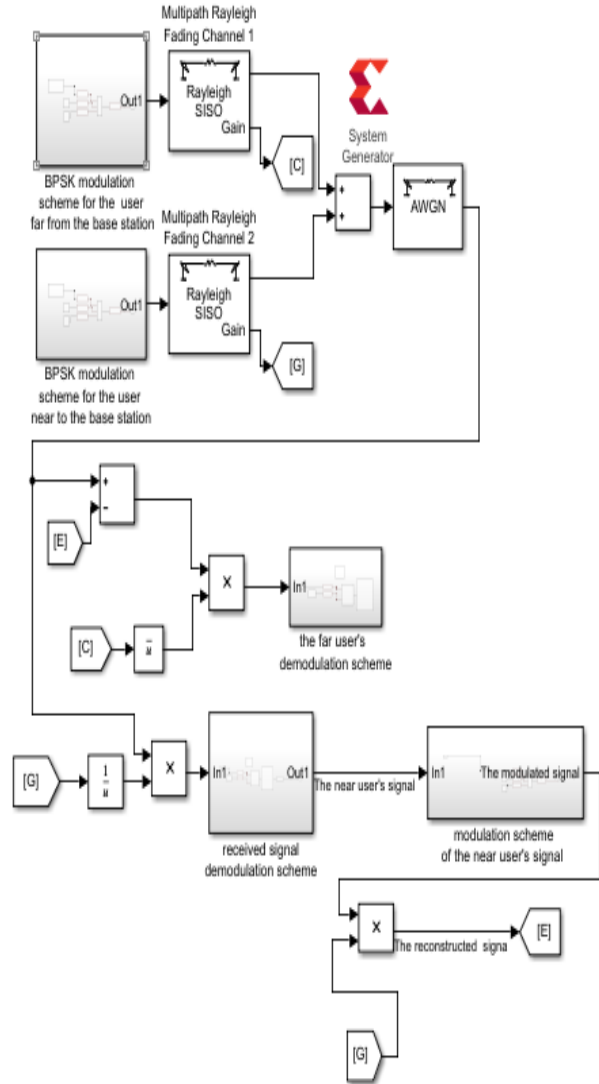 Multipath Rayleigh
Fading Channel 1
Out1
Rayleigh
SISO
Gain
[C]
System
Generator
+
+
AWGN
BPSK modulation
scheme for the user
far from the base station
Multipath Rayleigh
Fading Channel 2
Out1
Rayleigh
SISO
Gain
[G]
BPSK modulation
scheme for the user
near to the base station
+
−
[E]
×
In1
the far user's
demodulation scheme
[C]
[G]
1
u
×
In1
Out1
received signal
demodulation scheme
The near user's signal
In1
The modulated signal
modulation scheme
of the near user's signal
×
The reconstructed signa
[E]
[G]